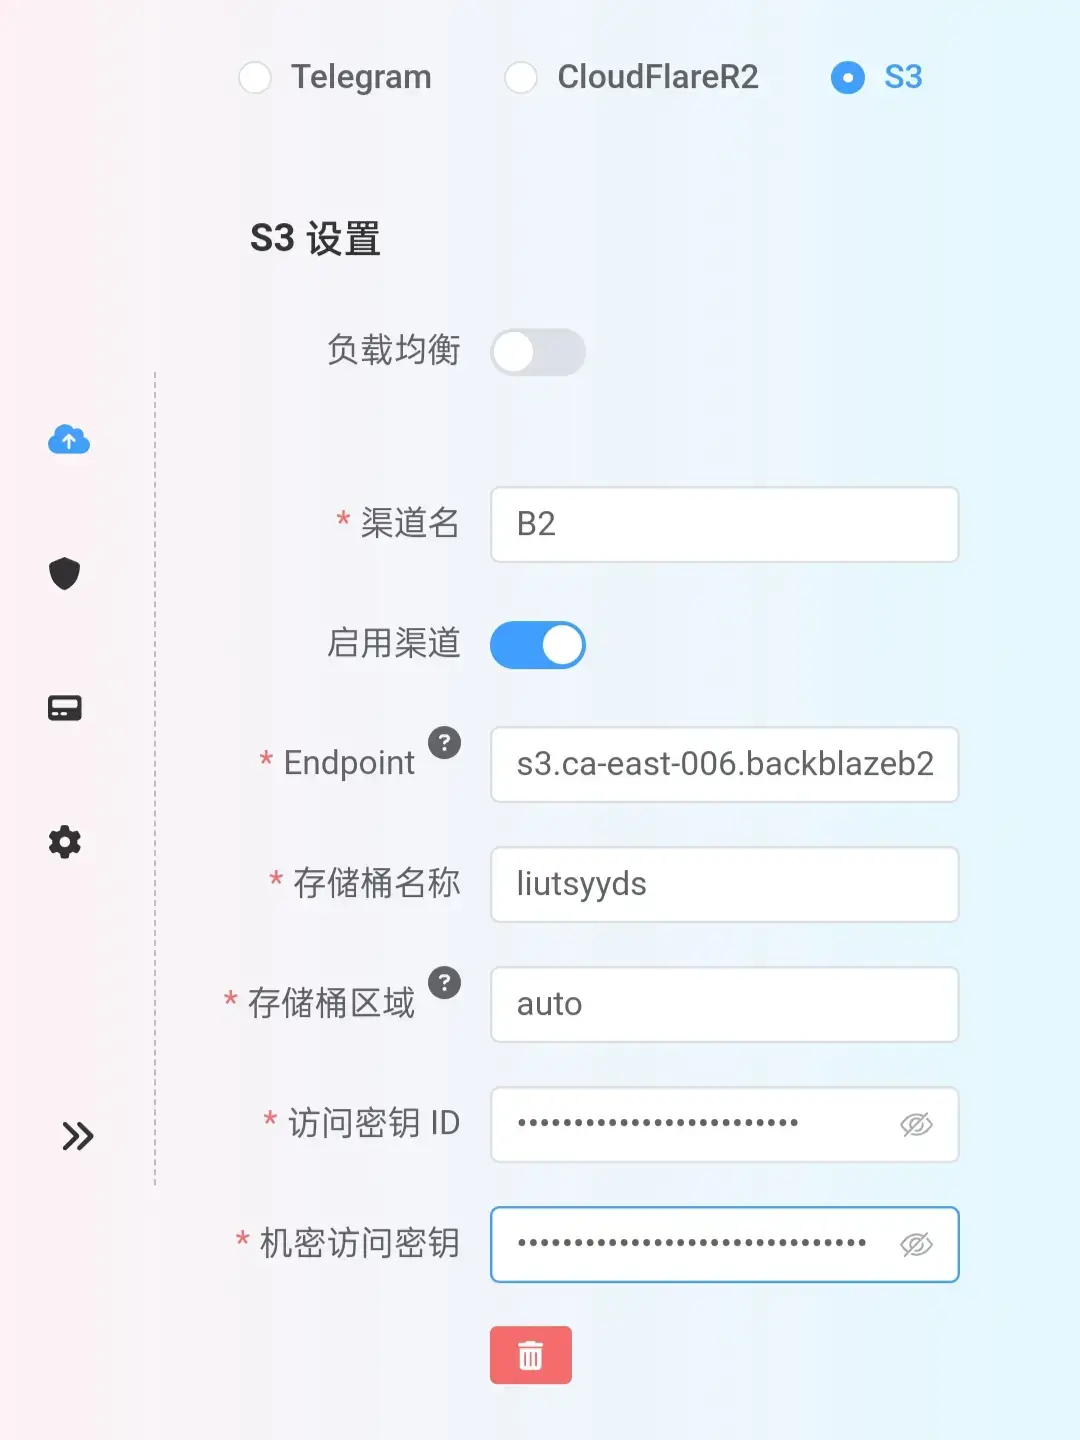 Telegram CloudFlareR2 S3
S3 设置
负载均衡
* 渠道名 B2
启用渠道
* Endpoint ? s3.ca-east-006.backblazeb2
* 存储桶名称 liutsyyds
* 存储桶区域 ? auto
* 访问密钥 ID •••••••••••••••••••••••••
* 机密访问密钥 •••••••••••••••••••••••••••••••